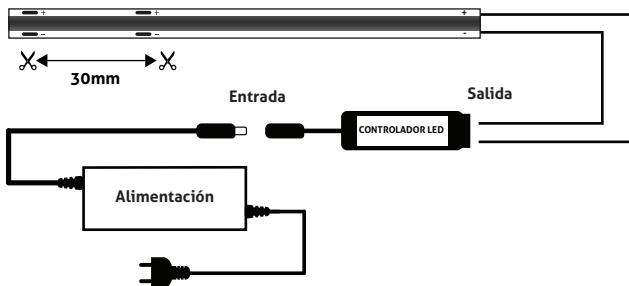 + + +
- - -
30mm
Entrada
Salida
CONTROLADOR LED
Alimentación